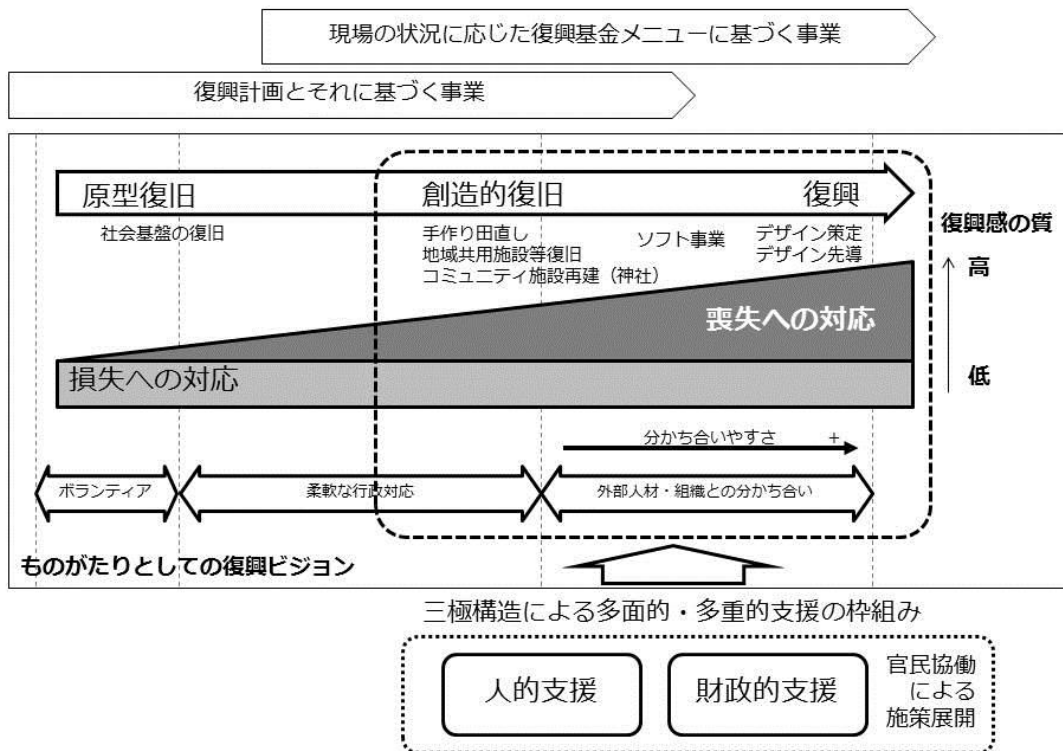 現場の状況に応じた復興基金メニューに基づく事業
復興計画とそれに基づく事業
原型復旧
創造的復旧
復興
社会基盤の復旧
手作り田直し
地域共用施設等復旧
コミュニティ施設再建（神社）
ソフト事業
デザイン策定
デザイン先導
復興感の質
高
低
喪失への対応
損失への対応
分かち合いやすさ +
ボランティア
柔軟な行政対応
外部人材・組織との分かち合い
ものがたりとしての復興ビジョン
三極構造による多面的・多重的支援の枠組み
人的支援
財政的支援
官民協働
による
施策展開